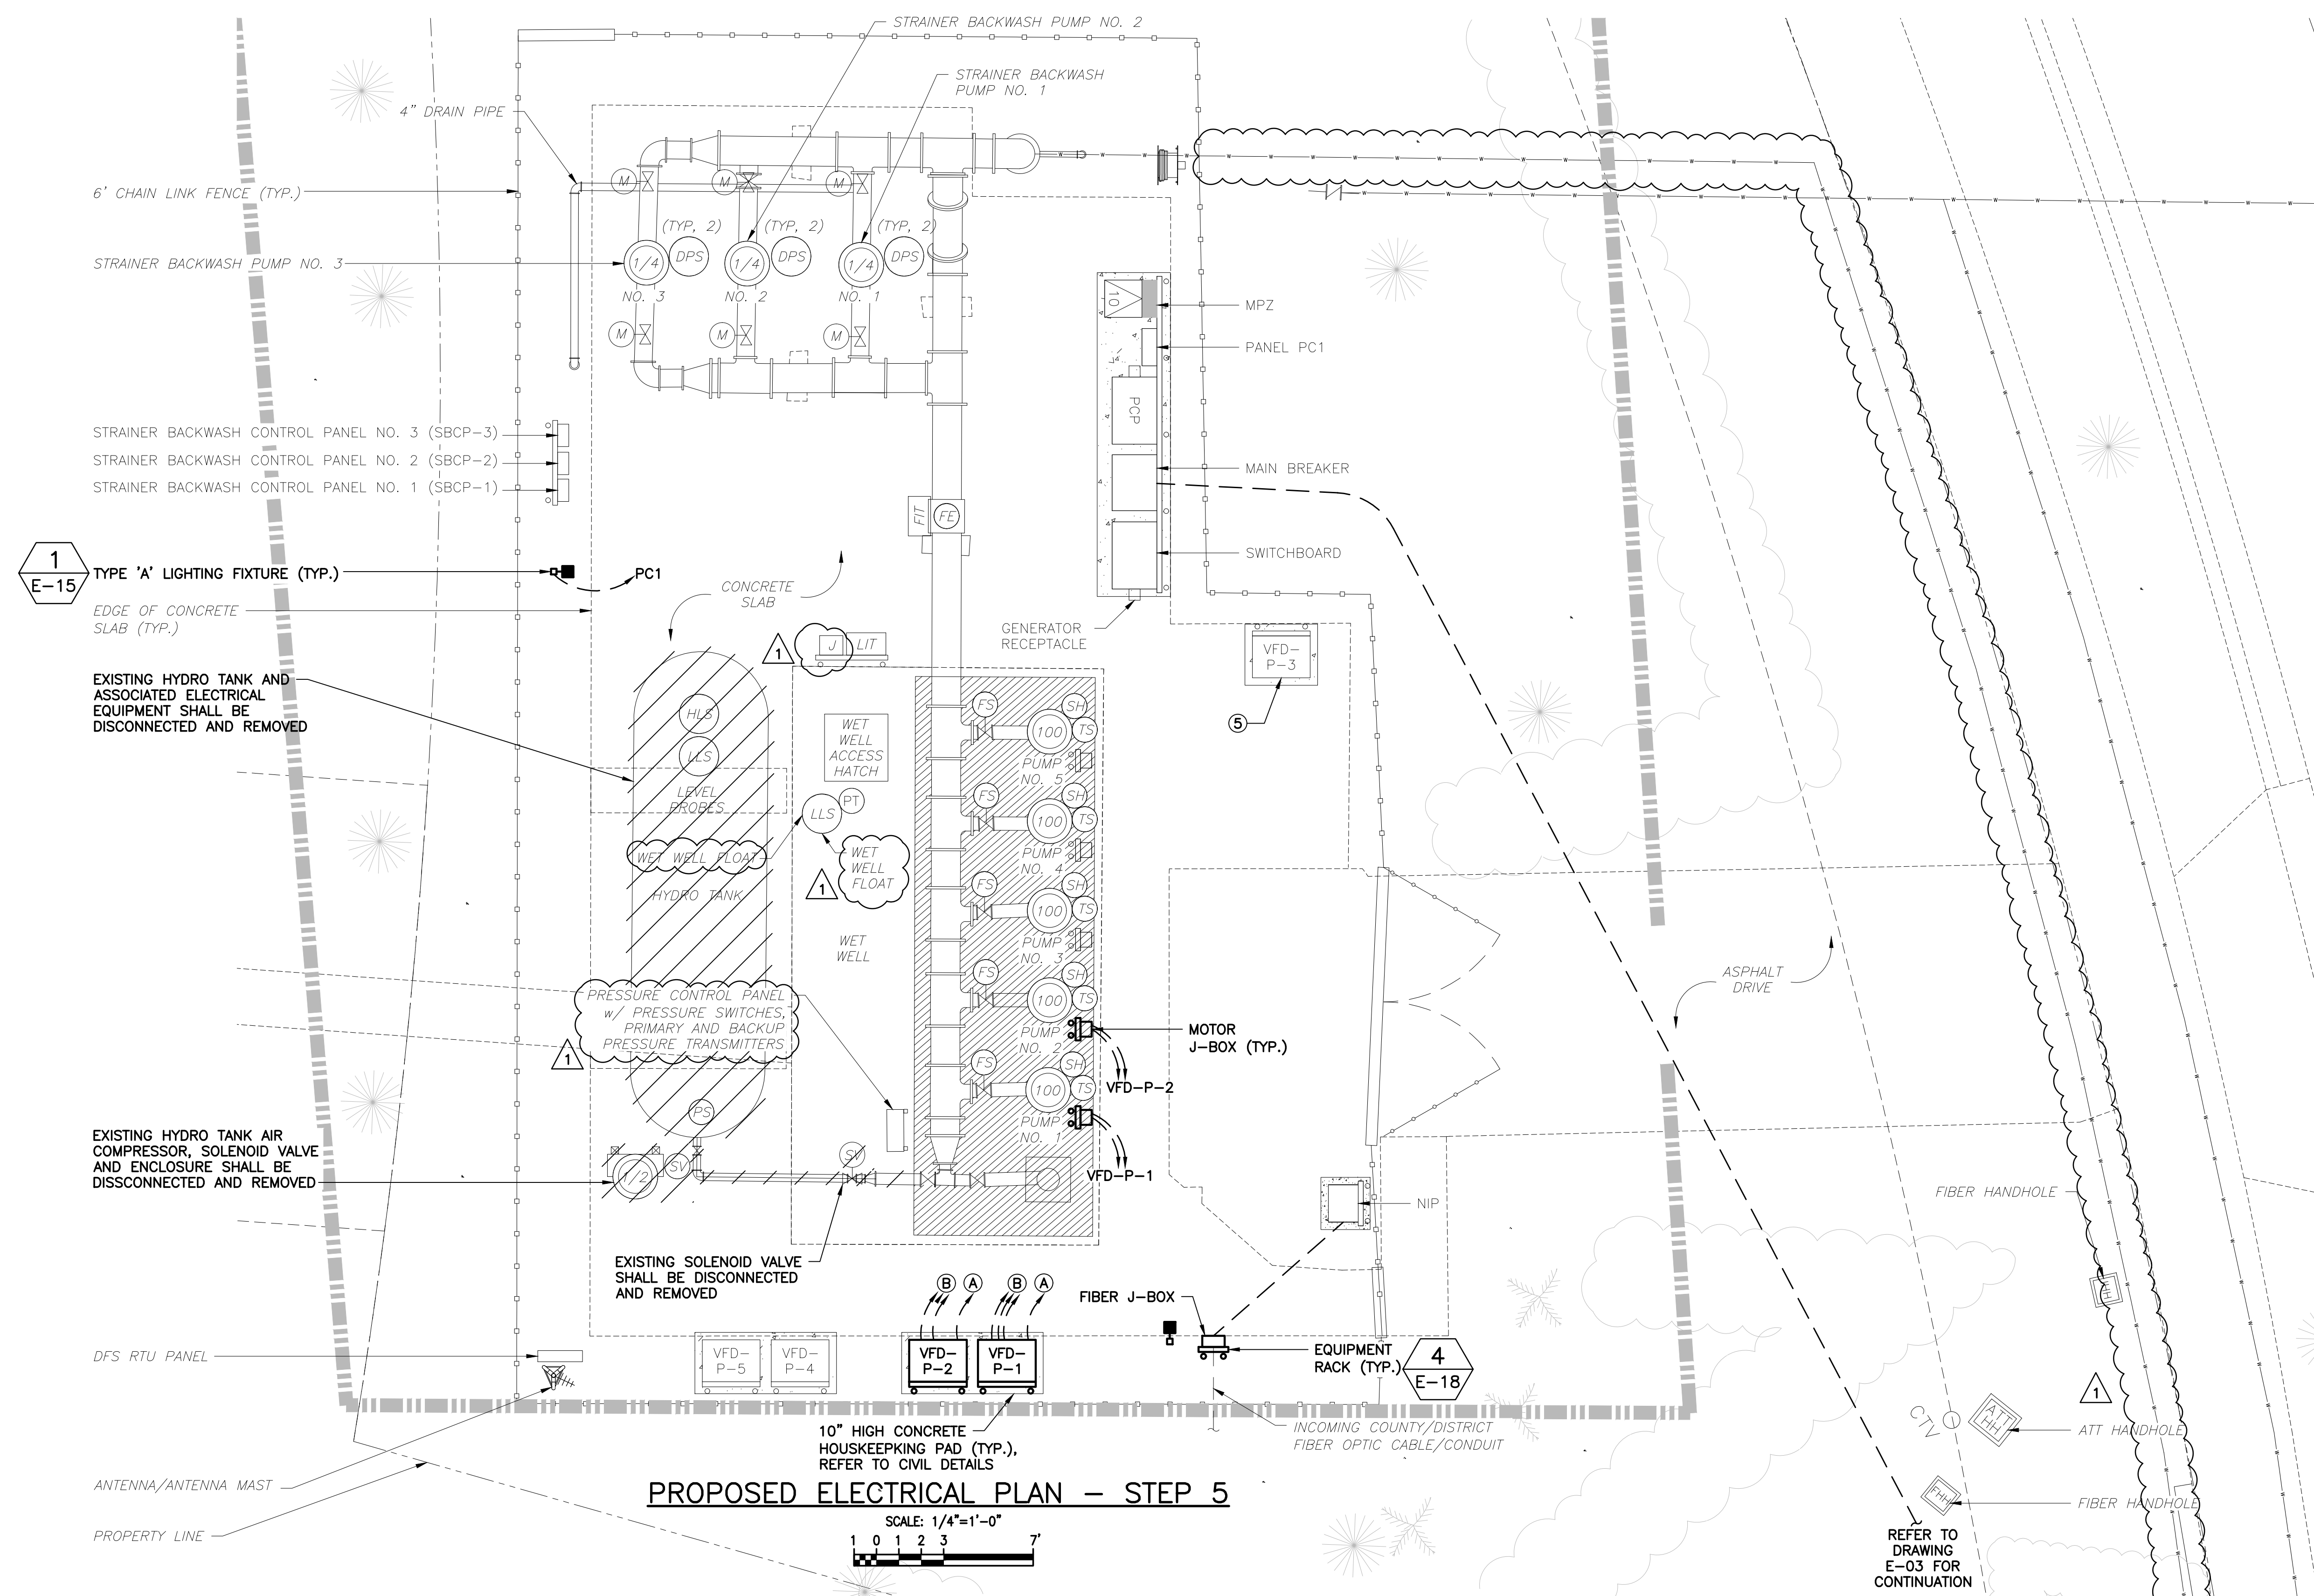 STRAINER BACKWASH PUMP NO. 2
STRAINER BACKWASH
PUMP NO. 1
4" DRAIN PIPE
6' CHAIN LINK FENCE (TYP.)
M
M
M
(TYP, 2)
(TYP, 2)
(TYP, 2)
STRAINER BACKWASH PUMP NO. 3
1/4
DPS
1/4
DPS
1/4
DPS
NO. 3
NO. 2
NO. 1
M
M
M
10
MPZ
PANEL PC1
PCP
MAIN BREAKER
SWITCHBOARD
GENERATOR
RECEPTACLE
STRAINER BACKWASH CONTROL PANEL NO. 3 (SBCP-3)
STRAINER BACKWASH CONTROL PANEL NO. 2 (SBCP-2)
STRAINER BACKWASH CONTROL PANEL NO. 1 (SBCP-1)
FIT
FE
1
E-15
TYPE 'A' LIGHTING FIXTURE (TYP.)
PC1
EDGE OF CONCRETE
SLAB (TYP.)
CONCRETE
SLAB
1
J
LIT
VFD-
P-3
5
EXISTING HYDRO TANK AND
ASSOCIATED ELECTRICAL
EQUIPMENT SHALL BE
DISCONNECTED AND REMOVED
HLS
LLS
LEVEL
PROBES
WET WELL FLOAT
HYDRO TANK
WET
WELL
ACCESS
HATCH
LLS
PT
WET
WELL
FLOAT
1
WET
WELL
FS
100
SH
TS
PUMP
NO. 5
FS
100
SH
TS
PUMP
NO. 4
FS
100
SH
TS
PUMP
NO. 3
FS
100
SH
TS
PUMP
NO. 2
FS
100
SH
TS
PUMP
NO. 1
PRESSURE CONTROL PANEL
w/ PRESSURE SWITCHES,
PRIMARY AND BACKUP
PRESSURE TRANSMITTERS
1
MOTOR
J-BOX (TYP.)
VFD-P-2
VFD-P-1
ASPHALT
DRIVE
PS
EXISTING HYDRO TANK AIR
COMPRESSOR, SOLENOID VALVE
AND ENCLOSURE SHALL BE
DISSCONNECTED AND REMOVED
1/2
SV
SV
NIP
FIBER HANDHOLE
FHH
EXISTING SOLENOID VALVE
SHALL BE DISCONNECTED
AND REMOVED
B
A
B
A
FIBER J-BOX
DFS RTU PANEL
VFD-
P-5
VFD-
P-4
VFD-
P-2
VFD-
P-1
EQUIPMENT
RACK (TYP.)
4
E-18
1
10" HIGH CONCRETE
HOUSKEEPKING PAD (TYP.),
REFER TO CIVIL DETAILS
INCOMING COUNTY/DISTRICT
FIBER OPTIC CABLE/CONDUIT
CTV
ATT
HH
ATT HANDHOLE
ANTENNA/ANTENNA MAST
FHH
FIBER HANDHOLE
PROPERTY LINE
PROPOSED ELECTRICAL PLAN - STEP 5
SCALE: 1/4"=1'-0"
1 0 1 2 3 7'
REFER TO
DRAWING
E-03 FOR
CONTINUATION